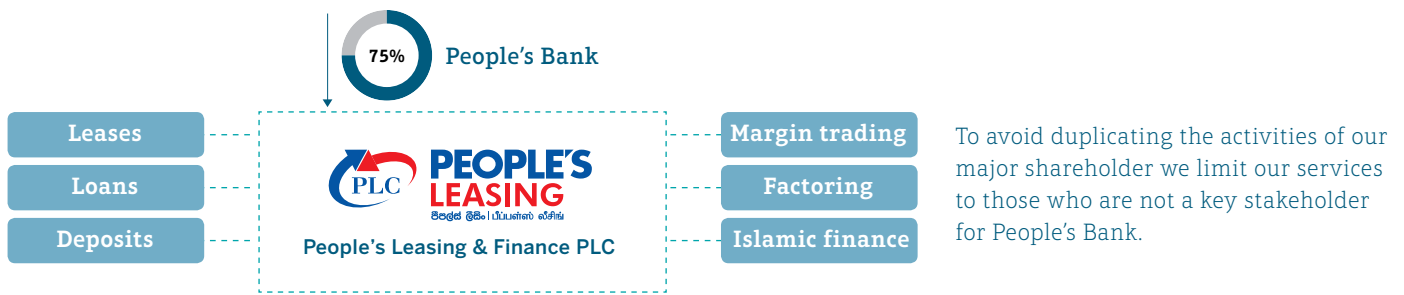 75%
People's Bank
Leases
Loans
Deposits
PLC
PEOPLE'S
LEASING
පීපල්ස් ලීසිං | பீப்பள்ஸ் லீசிங்
People's Leasing & Finance PLC
Margin trading
Factoring
Islamic finance
To avoid duplicating the activities of our
major shareholder we limit our services
to those who are not a key stakeholder
for People's Bank.